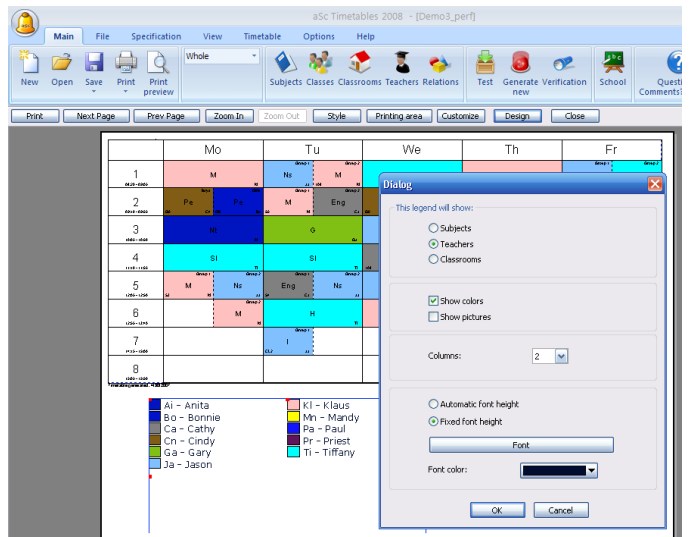 aSc Timetables 2008 - [Demo3_perf]
Main File Specification View Timetable Options Help
Whole
New Open Save Print Print preview Subjects Classes Classrooms Teachers Relations Test Generate new Verification School Questi Comments?
Print Next Page Prev Page Zoom In Zoom Out Style Printing area Customize Design Close
Mo Tu We Th Fr
1 M Ns M
2 Pe Pe M Eng
3 Nt G
4 SI SI
5 M Ns Eng Ns
6 M H
7 I
8
Ai - Anita
Bo - Bonnie
Ca - Cathy
Cn - Cindy
Ga - Gary
Ja - Jason
Kl - Klaus
Mn - Mandy
Pa - Paul
Pr - Priest
Ti - Tiffany
Dialog
This legend will show:
Subjects
Teachers
Classrooms
Show colors
Show pictures
Columns: 2
Automatic font height
Fixed font height
Font
Font color:
OK Cancel